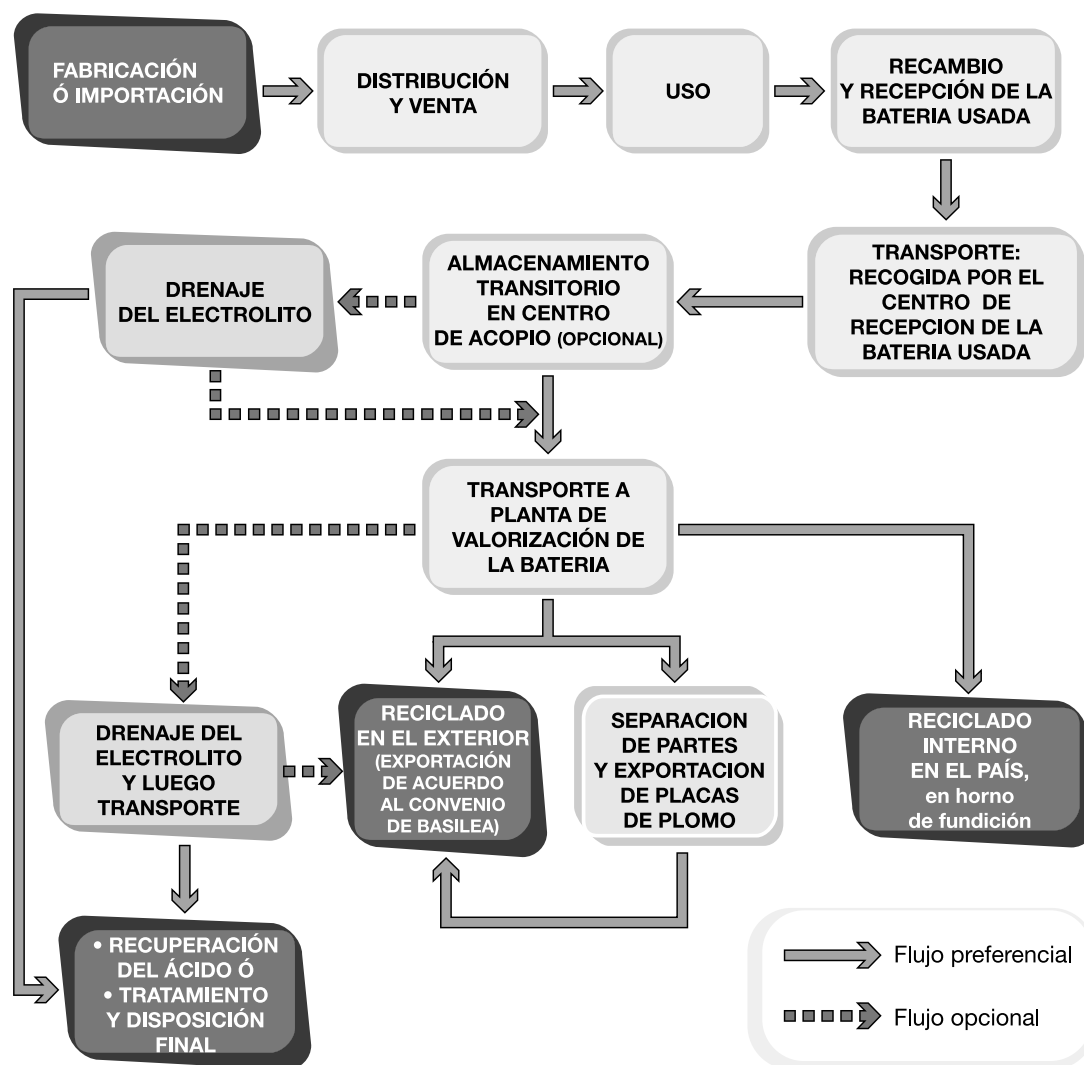 FABRICACIÓN
Ó IMPORTACIÓN
DISTRIBUCIÓN
Y VENTA
USO
RECAMBIO
Y RECEPCIÓN DE LA
BATERIA USADA
DRENAJE
DEL ELECTROLITO
ALMACENAMIENTO
TRANSITORIO
EN CENTRO
DE ACOPIO (OPCIONAL)
TRANSPORTE:
RECOGIDA POR EL
CENTRO DE
RECEPCION DE LA
BATERIA USADA
TRANSPORTE A
PLANTA DE
VALORIZACIÓN DE
LA BATERIA
DRENAJE DEL
ELECTROLITO
Y LUEGO
TRANSPORTE
RECICLADO
EN EL EXTERIOR
(EXPORTACIÓN
DE ACUERDO
AL CONVENIO
DE BASILEA)
SEPARACION
DE PARTES
Y EXPORTACION
DE PLACAS
DE PLOMO
RECICLADO
INTERNO
EN EL PAÍS,
en horno
de fundición
• RECUPERACIÓN
DEL ÁCIDO Ó
• TRATAMIENTO
Y DISPOSICIÓN
FINAL
Flujo preferencial
Flujo opcional